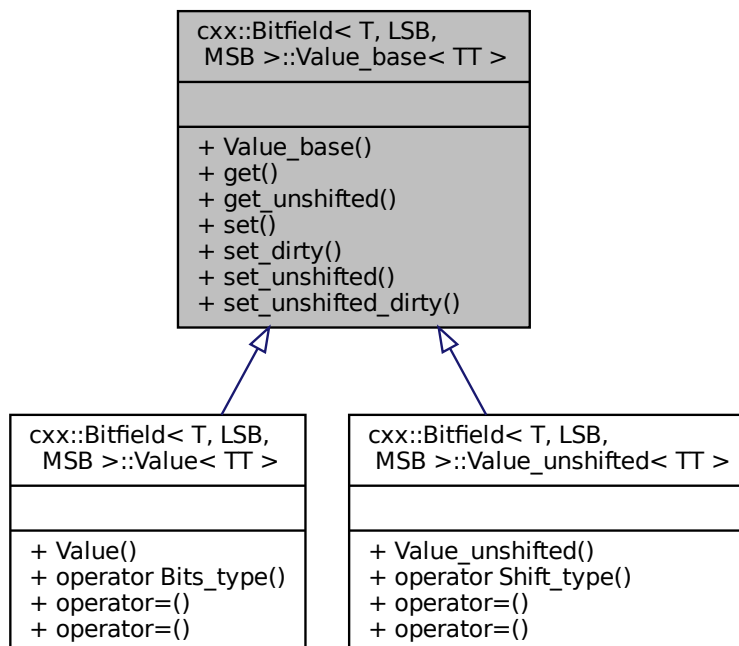 cxx::Bitfield< T, LSB,
MSB >::Value_base< TT >
+ Value_base()
+ get()
+ get_unshifted()
+ set()
+ set_dirty()
+ set_unshifted()
+ set_unshifted_dirty()
cxx::Bitfield< T, LSB,
MSB >::Value< TT >
+ Value()
+ operator Bits_type()
+ operator=()
+ operator=()
cxx::Bitfield< T, LSB,
MSB >::Value_unshifted< TT >
+ Value_unshifted()
+ operator Shift_type()
+ operator=()
+ operator=()